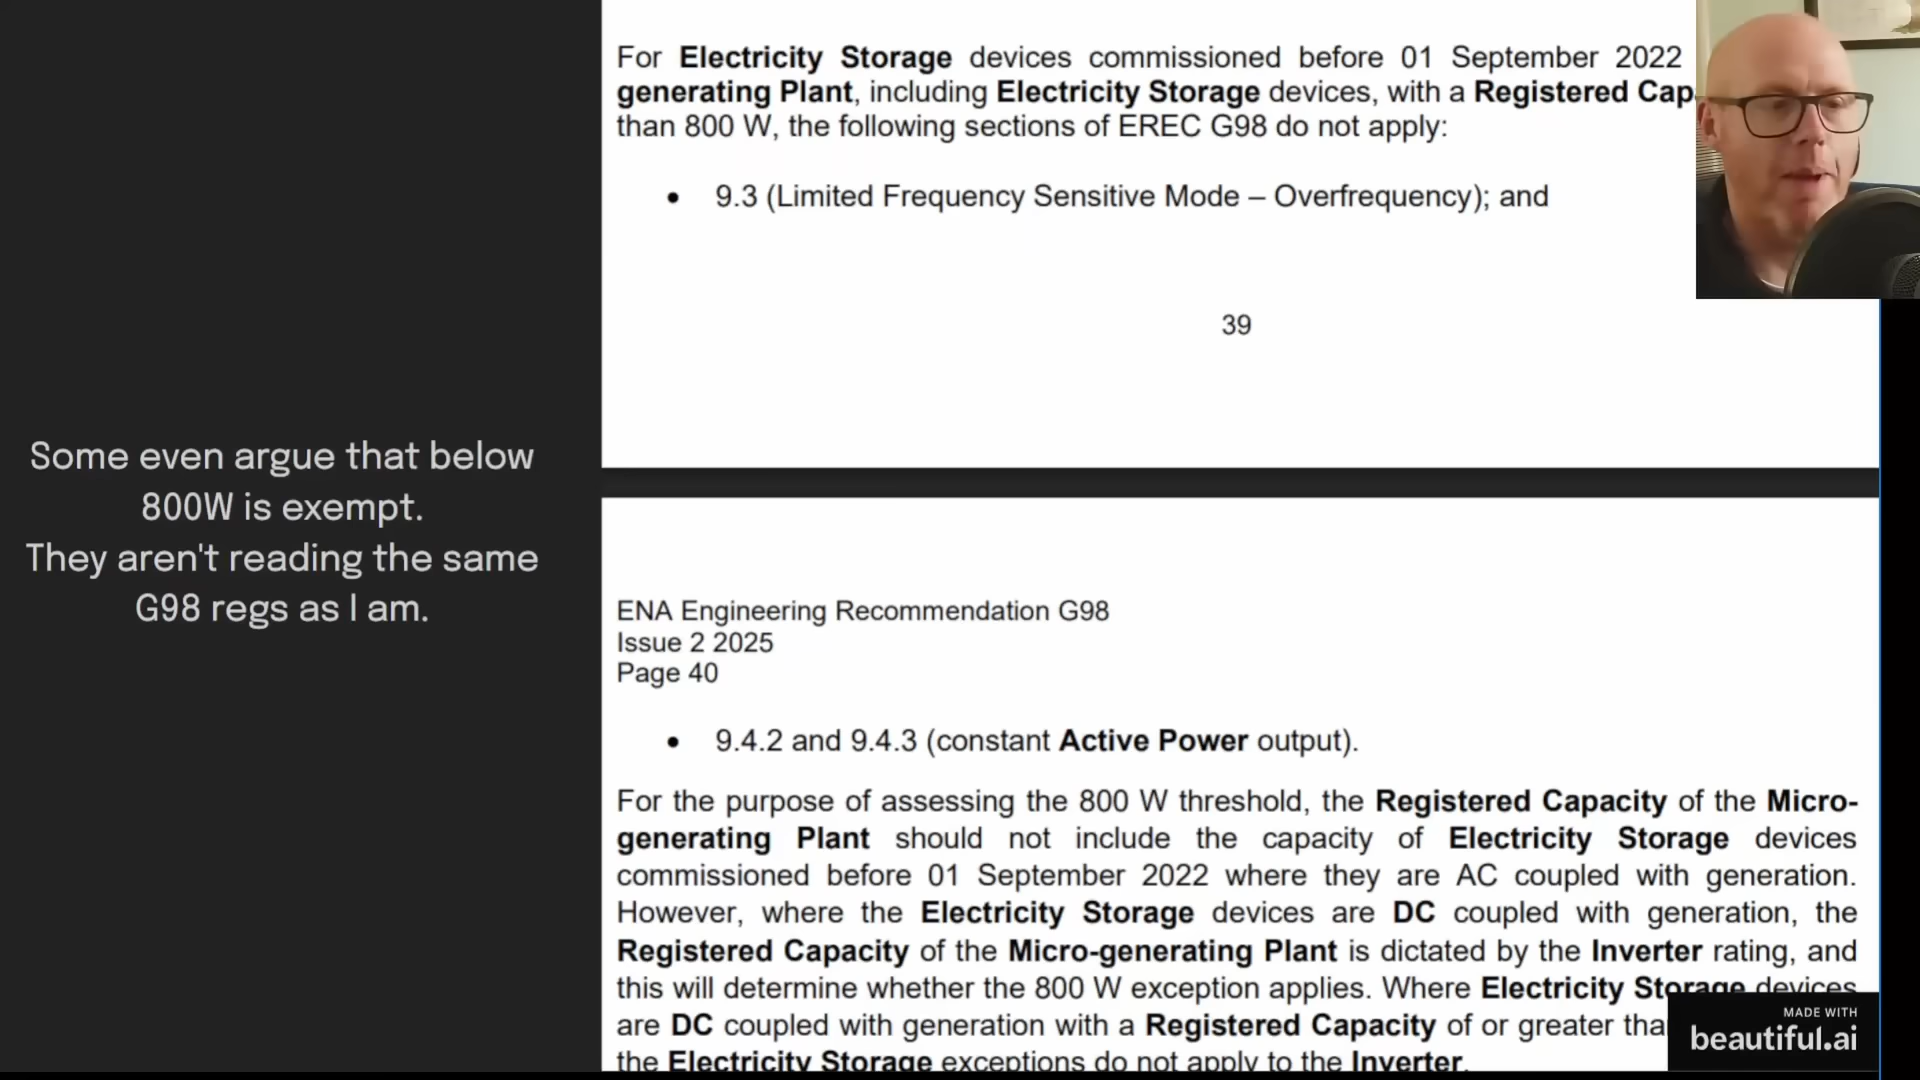 Some even argue that below
800W is exempt.
They aren't reading the same
G98 regs as I am.
For Electricity Storage devices commissioned before 01 September 2022
generating Plant, including Electricity Storage devices, with a Registered
than 800 W, the following sections of EREC G98 do not apply:
• 9.3 (Limited Frequency Sensitive Mode – Overfrequency); and
39
ENA Engineering Recommendation G98
Issue 2 2025
Page 40
• 9.4.2 and 9.4.3 (constant Active Power output).
For the purpose of assessing the 800 W threshold, the Registered Capacity of the Micro-
generating Plant should not include the capacity of Electricity Storage devices
commissioned before 01 September 2022 where they are AC coupled with generation.
However, where the Electricity Storage devices are DC coupled with generation, the
Registered Capacity of the Micro-generating Plant is dictated by the Inverter rating, and
this will determine whether the 800 W exception applies. Where Electricity Storage devices
are DC coupled with generation with a Registered Capacity of or greater
the Electricity Storage exceptions do not apply to the Inverter.
MADE WITH
beautiful.ai